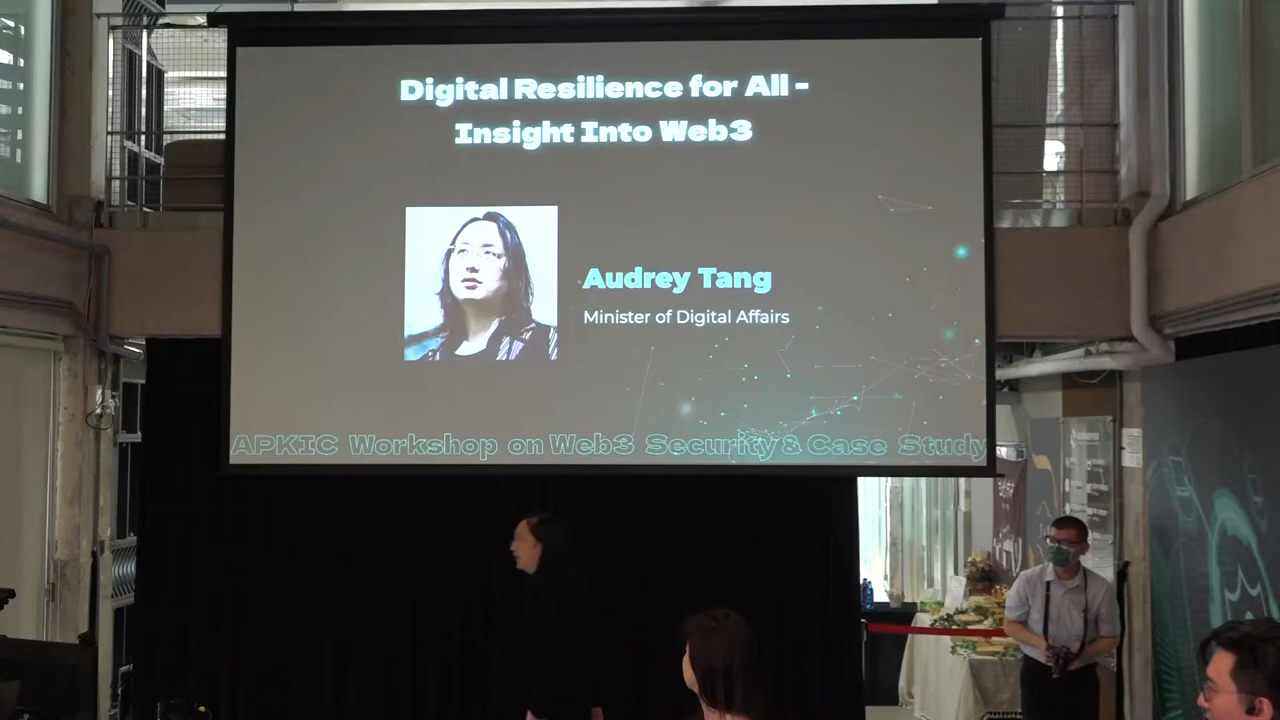 Digital Resilience for All -
Insight Into Web3
Audrey Tang
Minister of Digital Affairs
APKIC Workshop on Web3 Security & Case Study